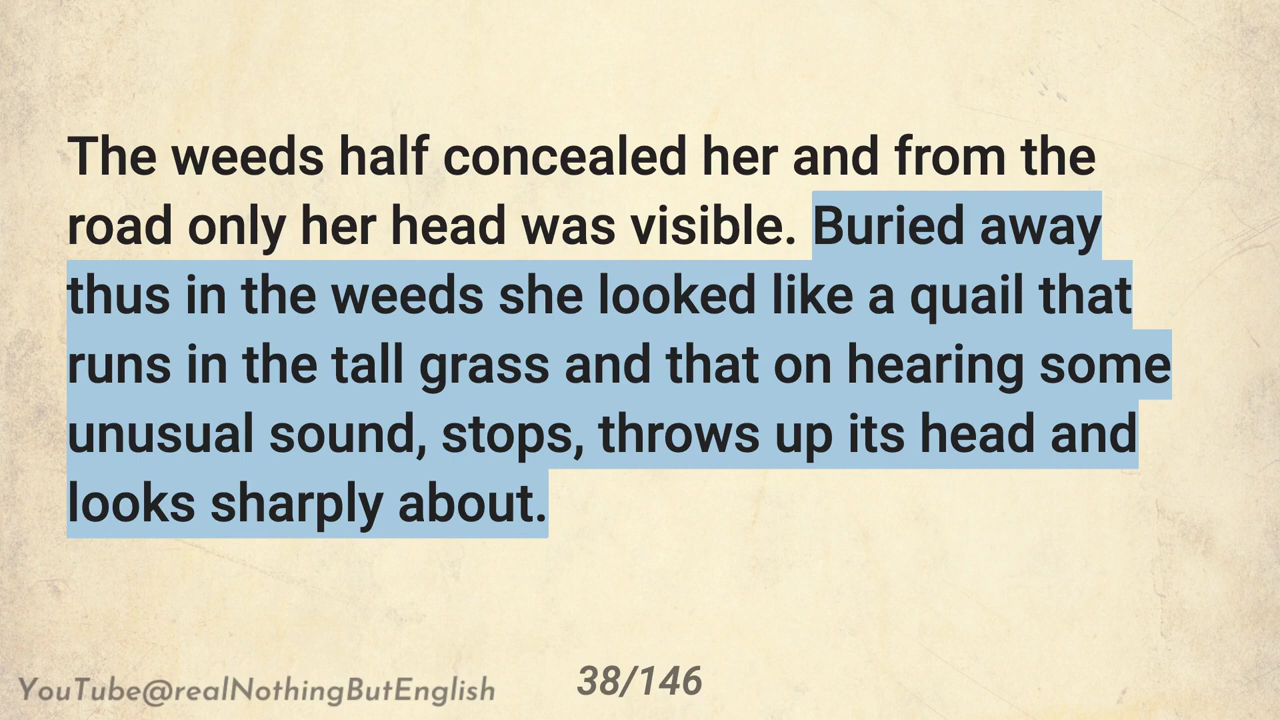 The weeds half concealed her and from the
road only her head was visible. Buried away
thus in the weeds she looked like a quail that
runs in the tall grass and that on hearing some
unusual sound, stops, throws up its head and
looks sharply about.
YouTube@realNothingButEnglish
38/146